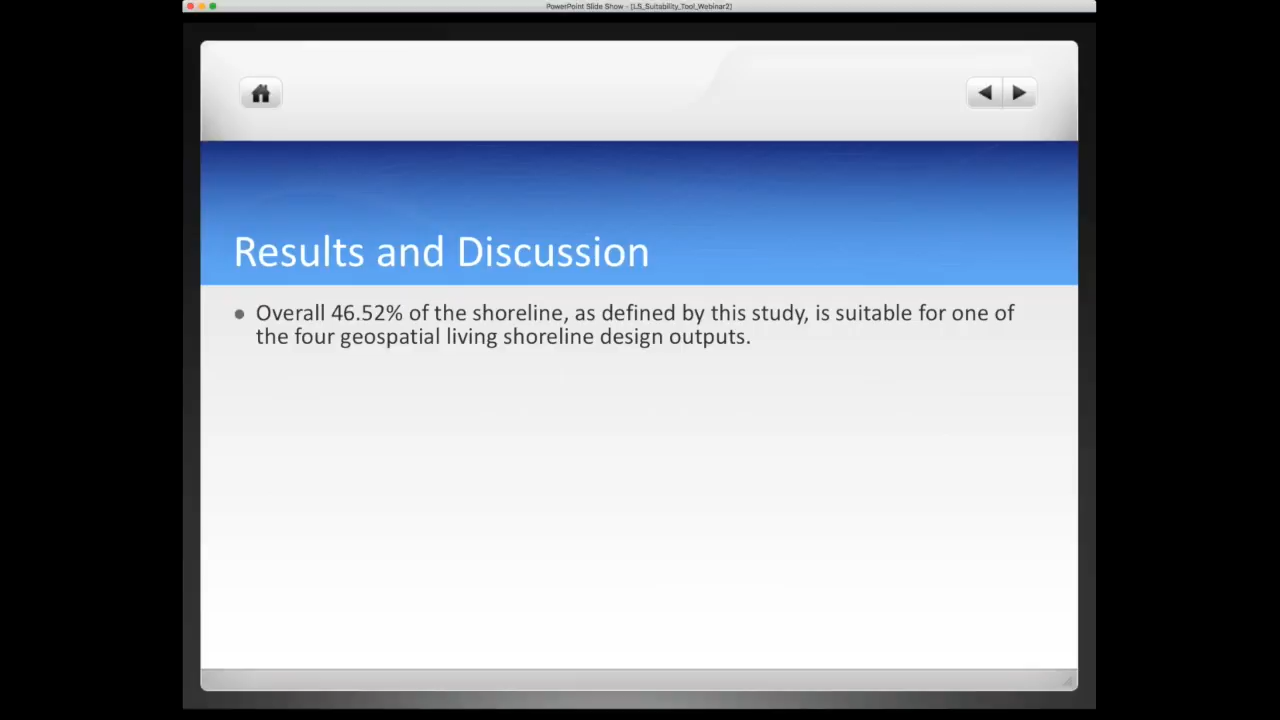 PowerPoint Slide Show - [LS_Suitability_Tool_Webinar2]
Results and Discussion
• Overall 46.52% of the shoreline, as defined by this study, is suitable for one of
the four geospatial living shoreline design outputs.